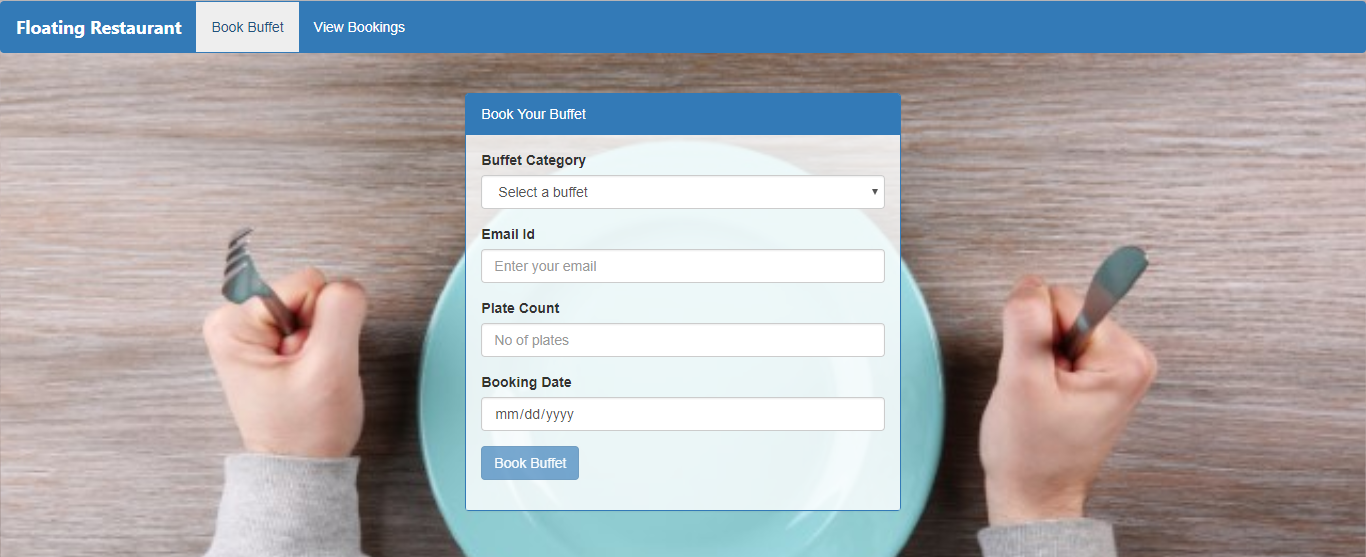 Floating Restaurant Book Buffet View Bookings
Book Your Buffet
Buffet Category
Select a buffet
Email Id
Enter your email
Plate Count
No of plates
Booking Date
mm/dd/yyyy
Book Buffet